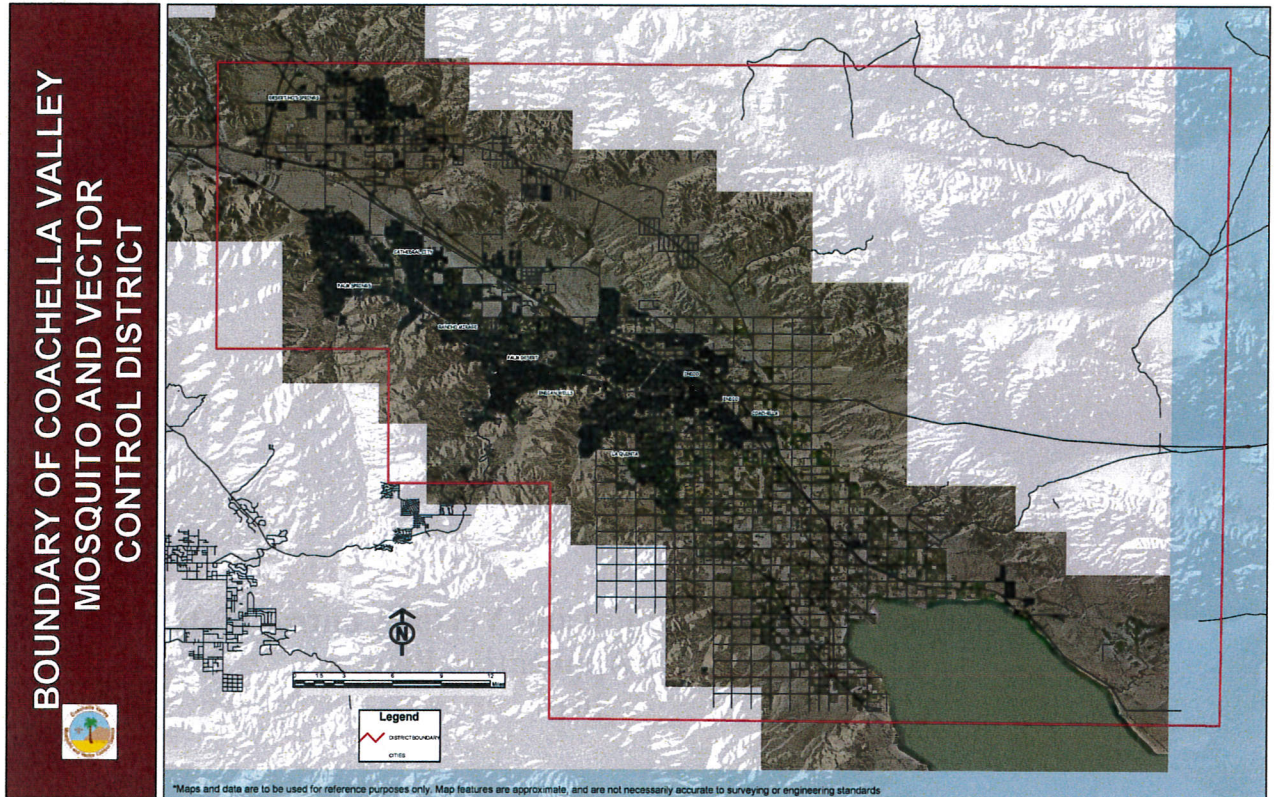 BOUNDARY OF COACHELLA VALLEY
MOSQUITO AND VECTOR
CONTROL DISTRICT
DESERT HOT SPRINGS
CATHEDRAL CITY
PALM SPRINGS
RANCHO MIRAGE
PALM DESERT
INDIAN WELLS
INDIO
INDIO
COACHELLA
LA QUINTA
N
Legend
DISTRICT BOUNDARY
CITIES
*Maps and data are to be used for reference purposes only. Map features are approximate, and are not necessarily accurate to surveying or engineering standards